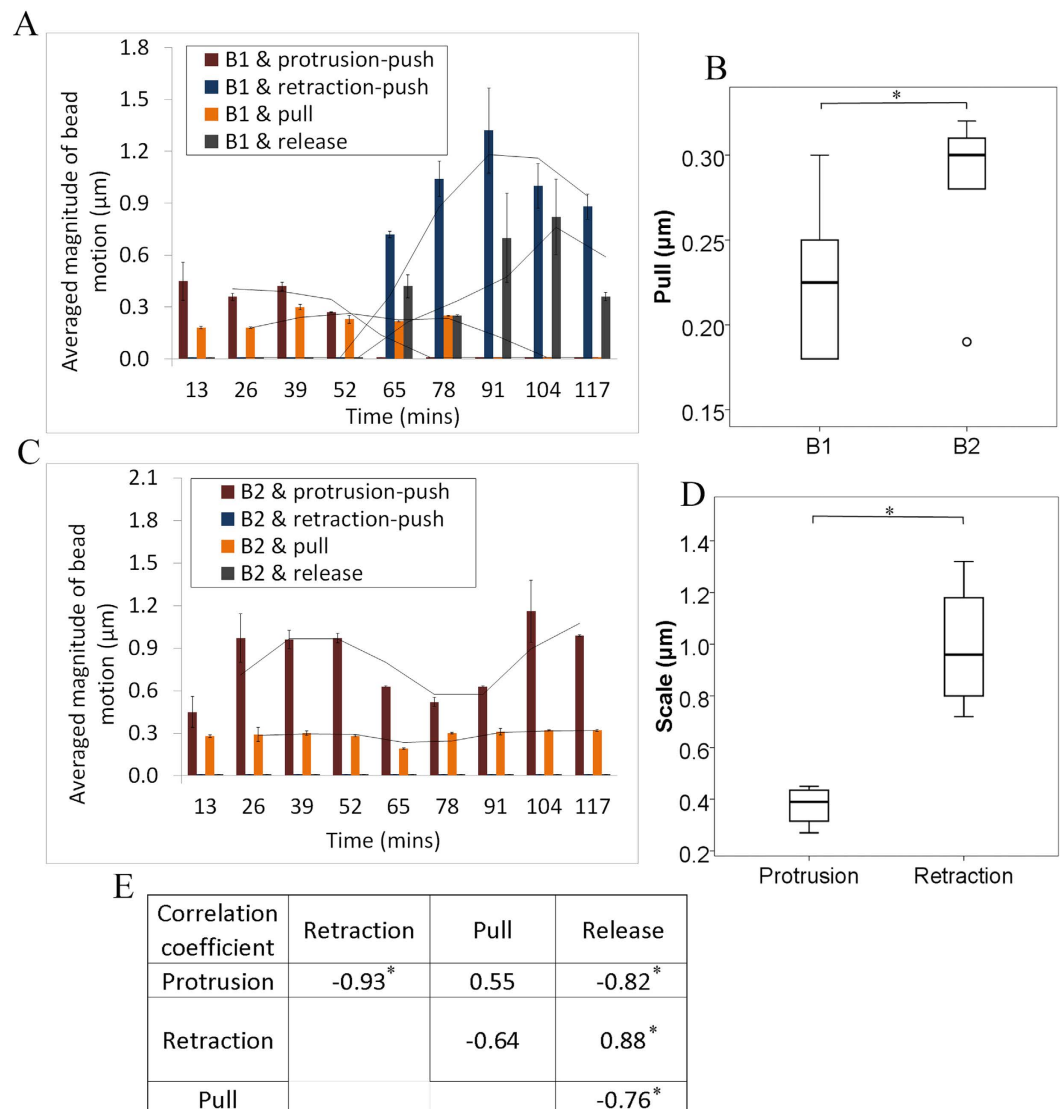 A
1.8
1.5
1.2
0.9
0.6
0.3
0.0
Averaged magnitude of bead
motion (µm)
B1 & protrusion-push
B1 & retraction-push
B1 & pull
B1 & release
13 26 39 52 65 78 91 104 117
Time (mins)
B
*
0.30
0.25
0.20
0.15
Pull (µm)
B1 B2
C
2.1
1.8
1.5
1.2
0.9
0.6
0.3
0.0
Averaged magnitude of bead
motion (µm)
B2 & protrusion-push
B2 & retraction-push
B2 & pull
B2 & release
13 26 39 52 65 78 91 104 117
Time (mins)
D
*
1.4
1.2
1.0
0.8
0.6
0.4
0.2
Scale (µm)
Protrusion Retraction
E
Correlation
coefficient Retraction Pull Release
Protrusion -0.93* 0.55 -0.82*
Retraction -0.64 0.88*
Pull -0.76*